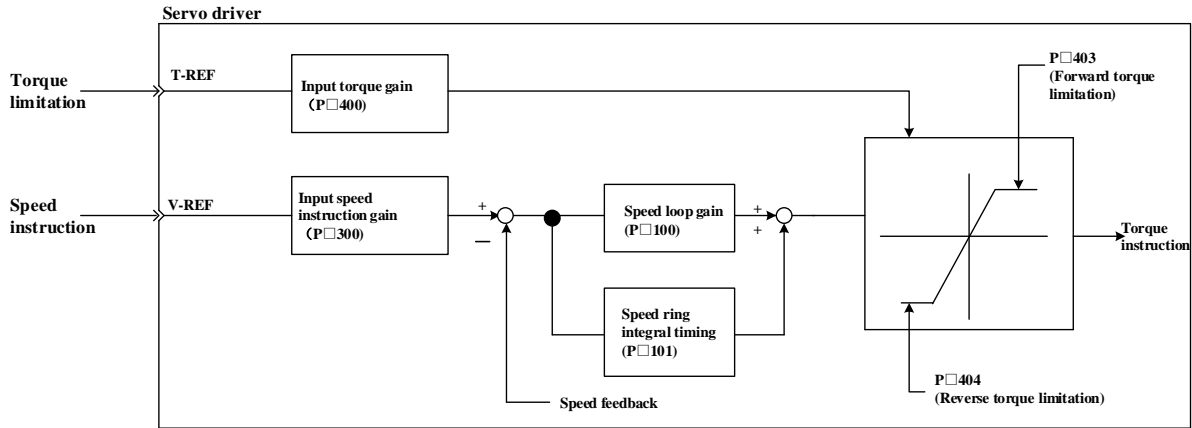 Servo driver
Torque
limitation
T-REF
Input torque gain
（P□400）
P□403
(Forward torque
limitation)
Speed
instruction
V-REF
Input speed
instruction gain
（P□300）
+
—
Speed loop gain
(P□100)
+
+
Torque
instruction
Speed ring
integral timing
(P□101)
P□404
(Reverse torque limitation)
Speed feedback